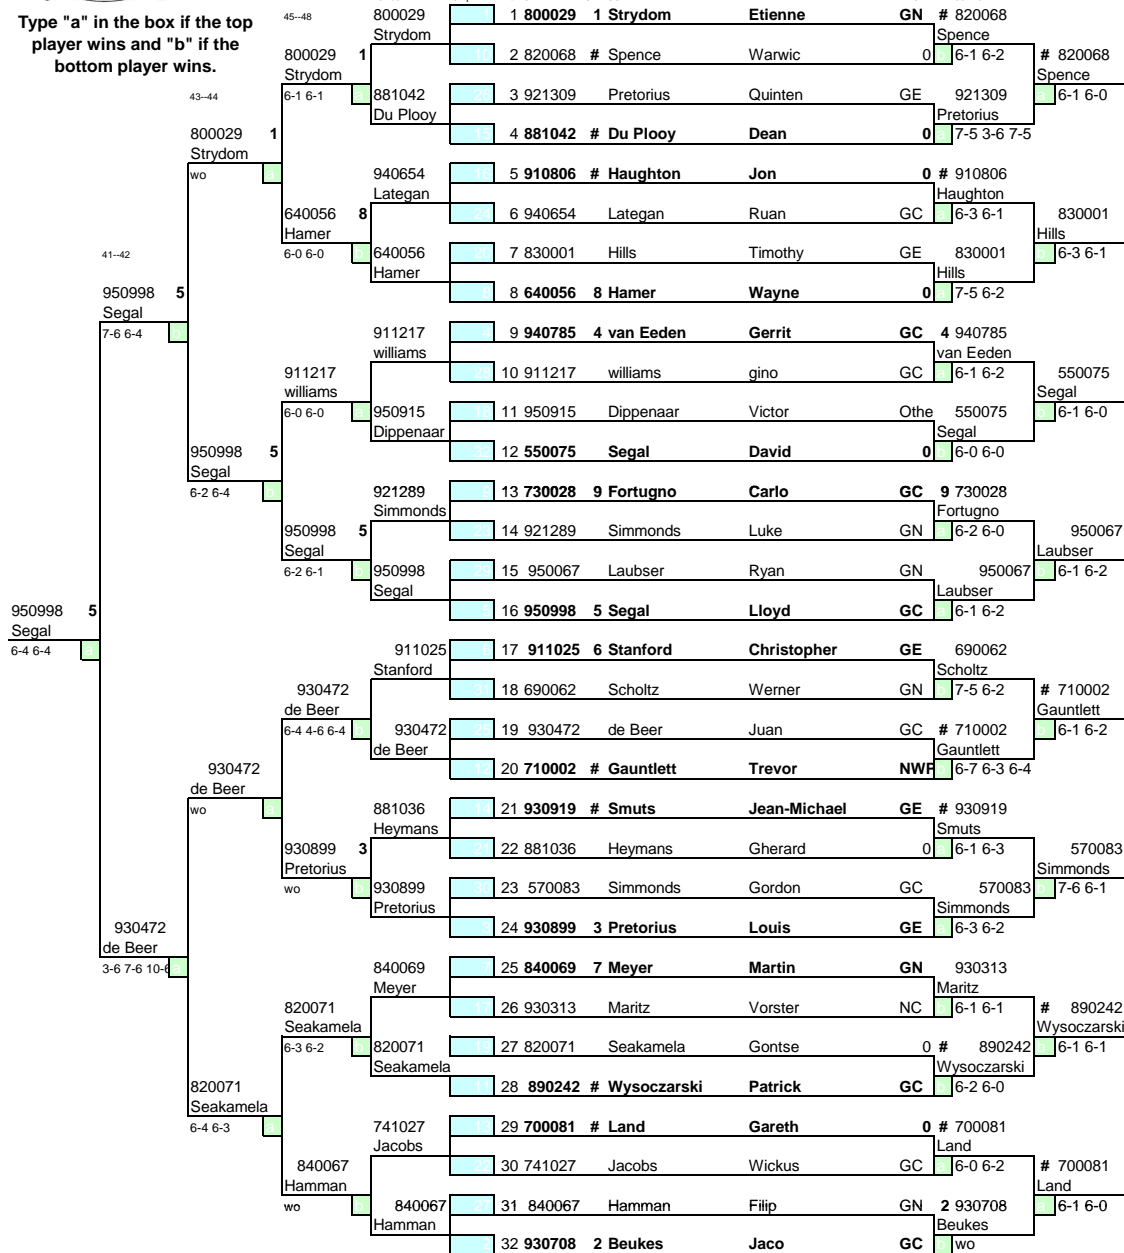 Type "a" in the box if the top
player wins and "b" if the
bottom player wins.
45--48
800029
Strydom
1 800029 1 Strydom Etienne GN # 820068
Spence
800029 1
Strydom
2 820068 # Spence Warwic 0 b 6-1 6-2
# 820068
Spence
43--44
6-1 6-1 a 881042
Du Plooy
3 921309 Pretorius Quinten GE 921309
Pretorius
a 6-1 6-0
800029 1
Strydom
4 881042 # Du Plooy Dean 0 a 7-5 3-6 7-5
wo a
940654
Lategan
5 910806 # Haughton Jon 0 # 910806
Haughton
640056 8
Hamer
6 940654 Lategan Ruan GC a 6-3 6-1
830001
Hills
41--42
6-0 6-0 b 640056
Hamer
7 830001 Hills Timothy GE 830001
Hills
b 6-3 6-1
950998 5
Segal
8 640056 8 Hamer Wayne 0 a 7-5 6-2
7-6 6-4 b
911217
williams
9 940785 4 van Eeden Gerrit GC 4 940785
van Eeden
911217
williams
10 911217 williams gino GC a 6-1 6-2
550075
Segal
6-0 6-0 a 950915
Dippenaar
11 950915 Dippenaar Victor Othe 550075
Segal
b 6-1 6-0
950998 5
Segal
12 550075 Segal David 0 b 6-0 6-0
6-2 6-4 b
921289
Simmonds
13 730028 9 Fortugno Carlo GC 9 730028
Fortugno
950998 5
Segal
14 921289 Simmonds Luke GN a 6-2 6-0
950067
Laubser
6-2 6-1 b 950998
Segal
15 950067 Laubser Ryan GN 950067
Laubser
b 6-1 6-2
950998 5
Segal
16 950998 5 Segal Lloyd GC a 6-1 6-2
6-4 6-4 a
911025
Stanford
17 911025 6 Stanford Christopher GE 690062
Scholtz
930472
de Beer
18 690062 Scholtz Werner GN b 7-5 6-2
# 710002
Gauntlett
6-4 4-6 6-4 b 930472
de Beer
19 930472 de Beer Juan GC # 710002
Gauntlett
b 6-1 6-2
930472
de Beer
20 710002 # Gauntlett Trevor NWP b 6-7 6-3 6-4
wo a
881036
Heymans
21 930919 # Smuts Jean-Michael GE # 930919
Smuts
930899 3
Pretorius
22 881036 Heymans Gherard 0 a 6-1 6-3
570083
Simmonds
wo b 930899
Pretorius
23 570083 Simmonds Gordon GC 570083
Simmonds
b 7-6 6-1
930472
de Beer
24 930899 3 Pretorius Louis GE a 6-3 6-2
3-6 7-6 10-6 a
840069
Meyer
25 840069 7 Meyer Martin GN 930313
Maritz
820071
Seakamela
26 930313 Maritz Vorster NC b 6-1 6-1
# 890242
Wysoczarski
6-3 6-2 b 820071
Seakamela
27 820071 Seakamela Gontse 0 # 890242
Wysoczarski
b 6-1 6-1
820071
Seakamela
28 890242 # Wysoczarski Patrick GC b 6-2 6-0
6-4 6-3 a
741027
Jacobs
29 700081 # Land Gareth 0 # 700081
Land
840067
Hamman
30 741027 Jacobs Wickus GC a 6-0 6-2
# 700081
Land
wo b 840067
Hamman
31 840067 Hamman Filip GN 2 930708
Beukes
a 6-1 6-0
32 930708 2 Beukes Jaco GC b wo